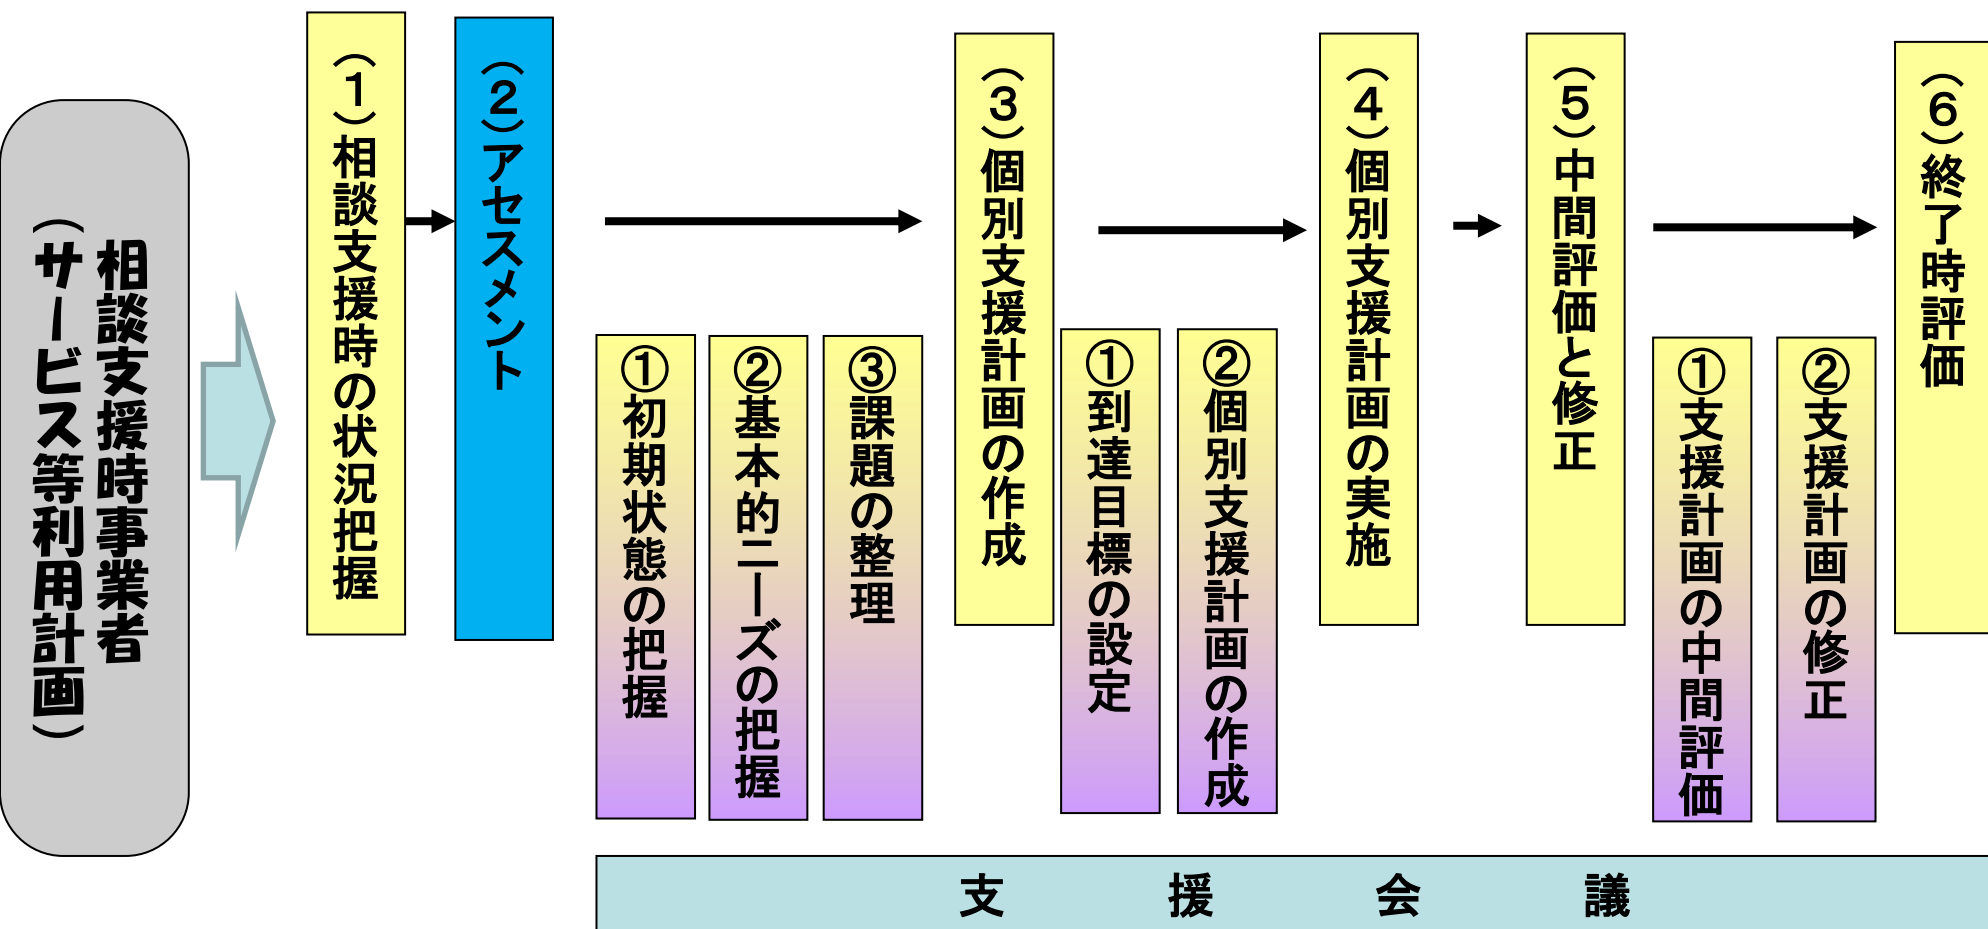 相談支援時事業者
（サービス等利用計画）
（１）相談支援時の状況把握
（２）アセスメント
①初期状態の把握
②基本的ニーズの把握
③課題の整理
（３）個別支援計画の作成
①到達目標の設定
②個別支援計画の作成
（４）個別支援計画の実施
（５）中間評価と修正
①支援計画の中間評価
②支援計画の修正
（６）終了時評価
支援会議